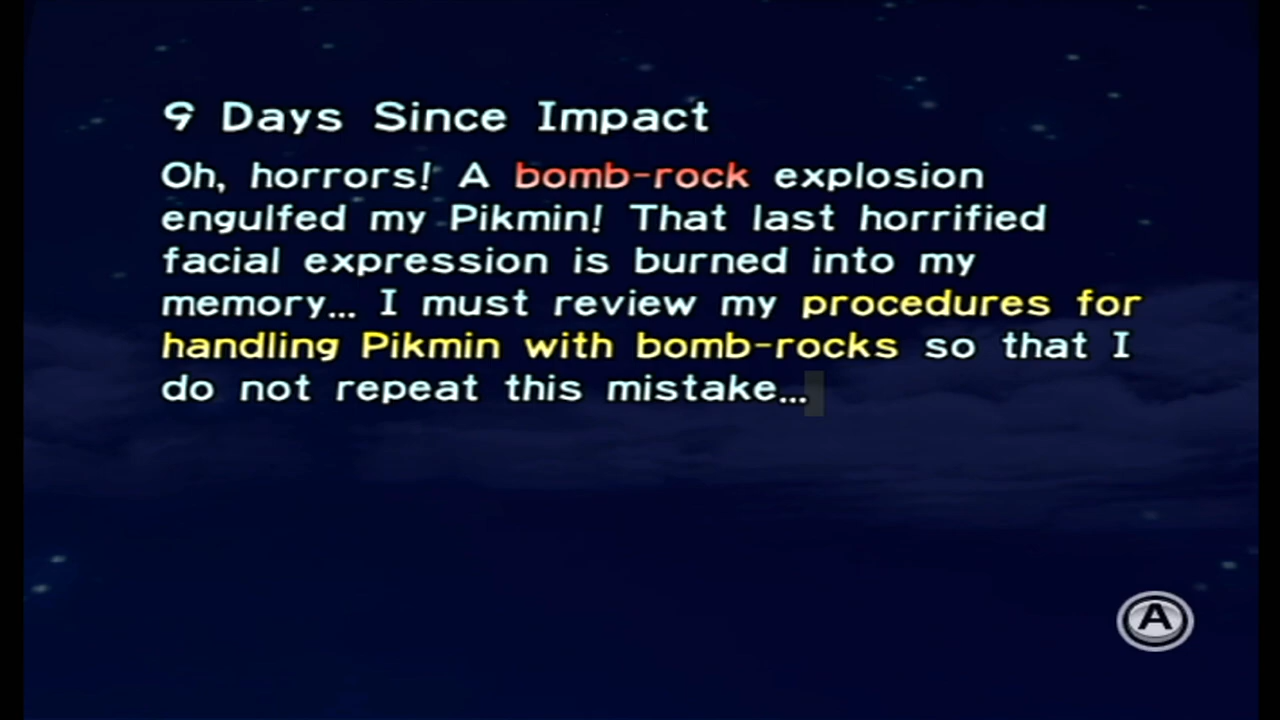 9 Days Since Impact
Oh, horrors! A bomb-rock explosion
engulfed my Pikmin! That last horrified
facial expression is burned into my
memory... I must review my procedures for
handling Pikmin with bomb-rocks so that I
do not repeat this mistake...
A